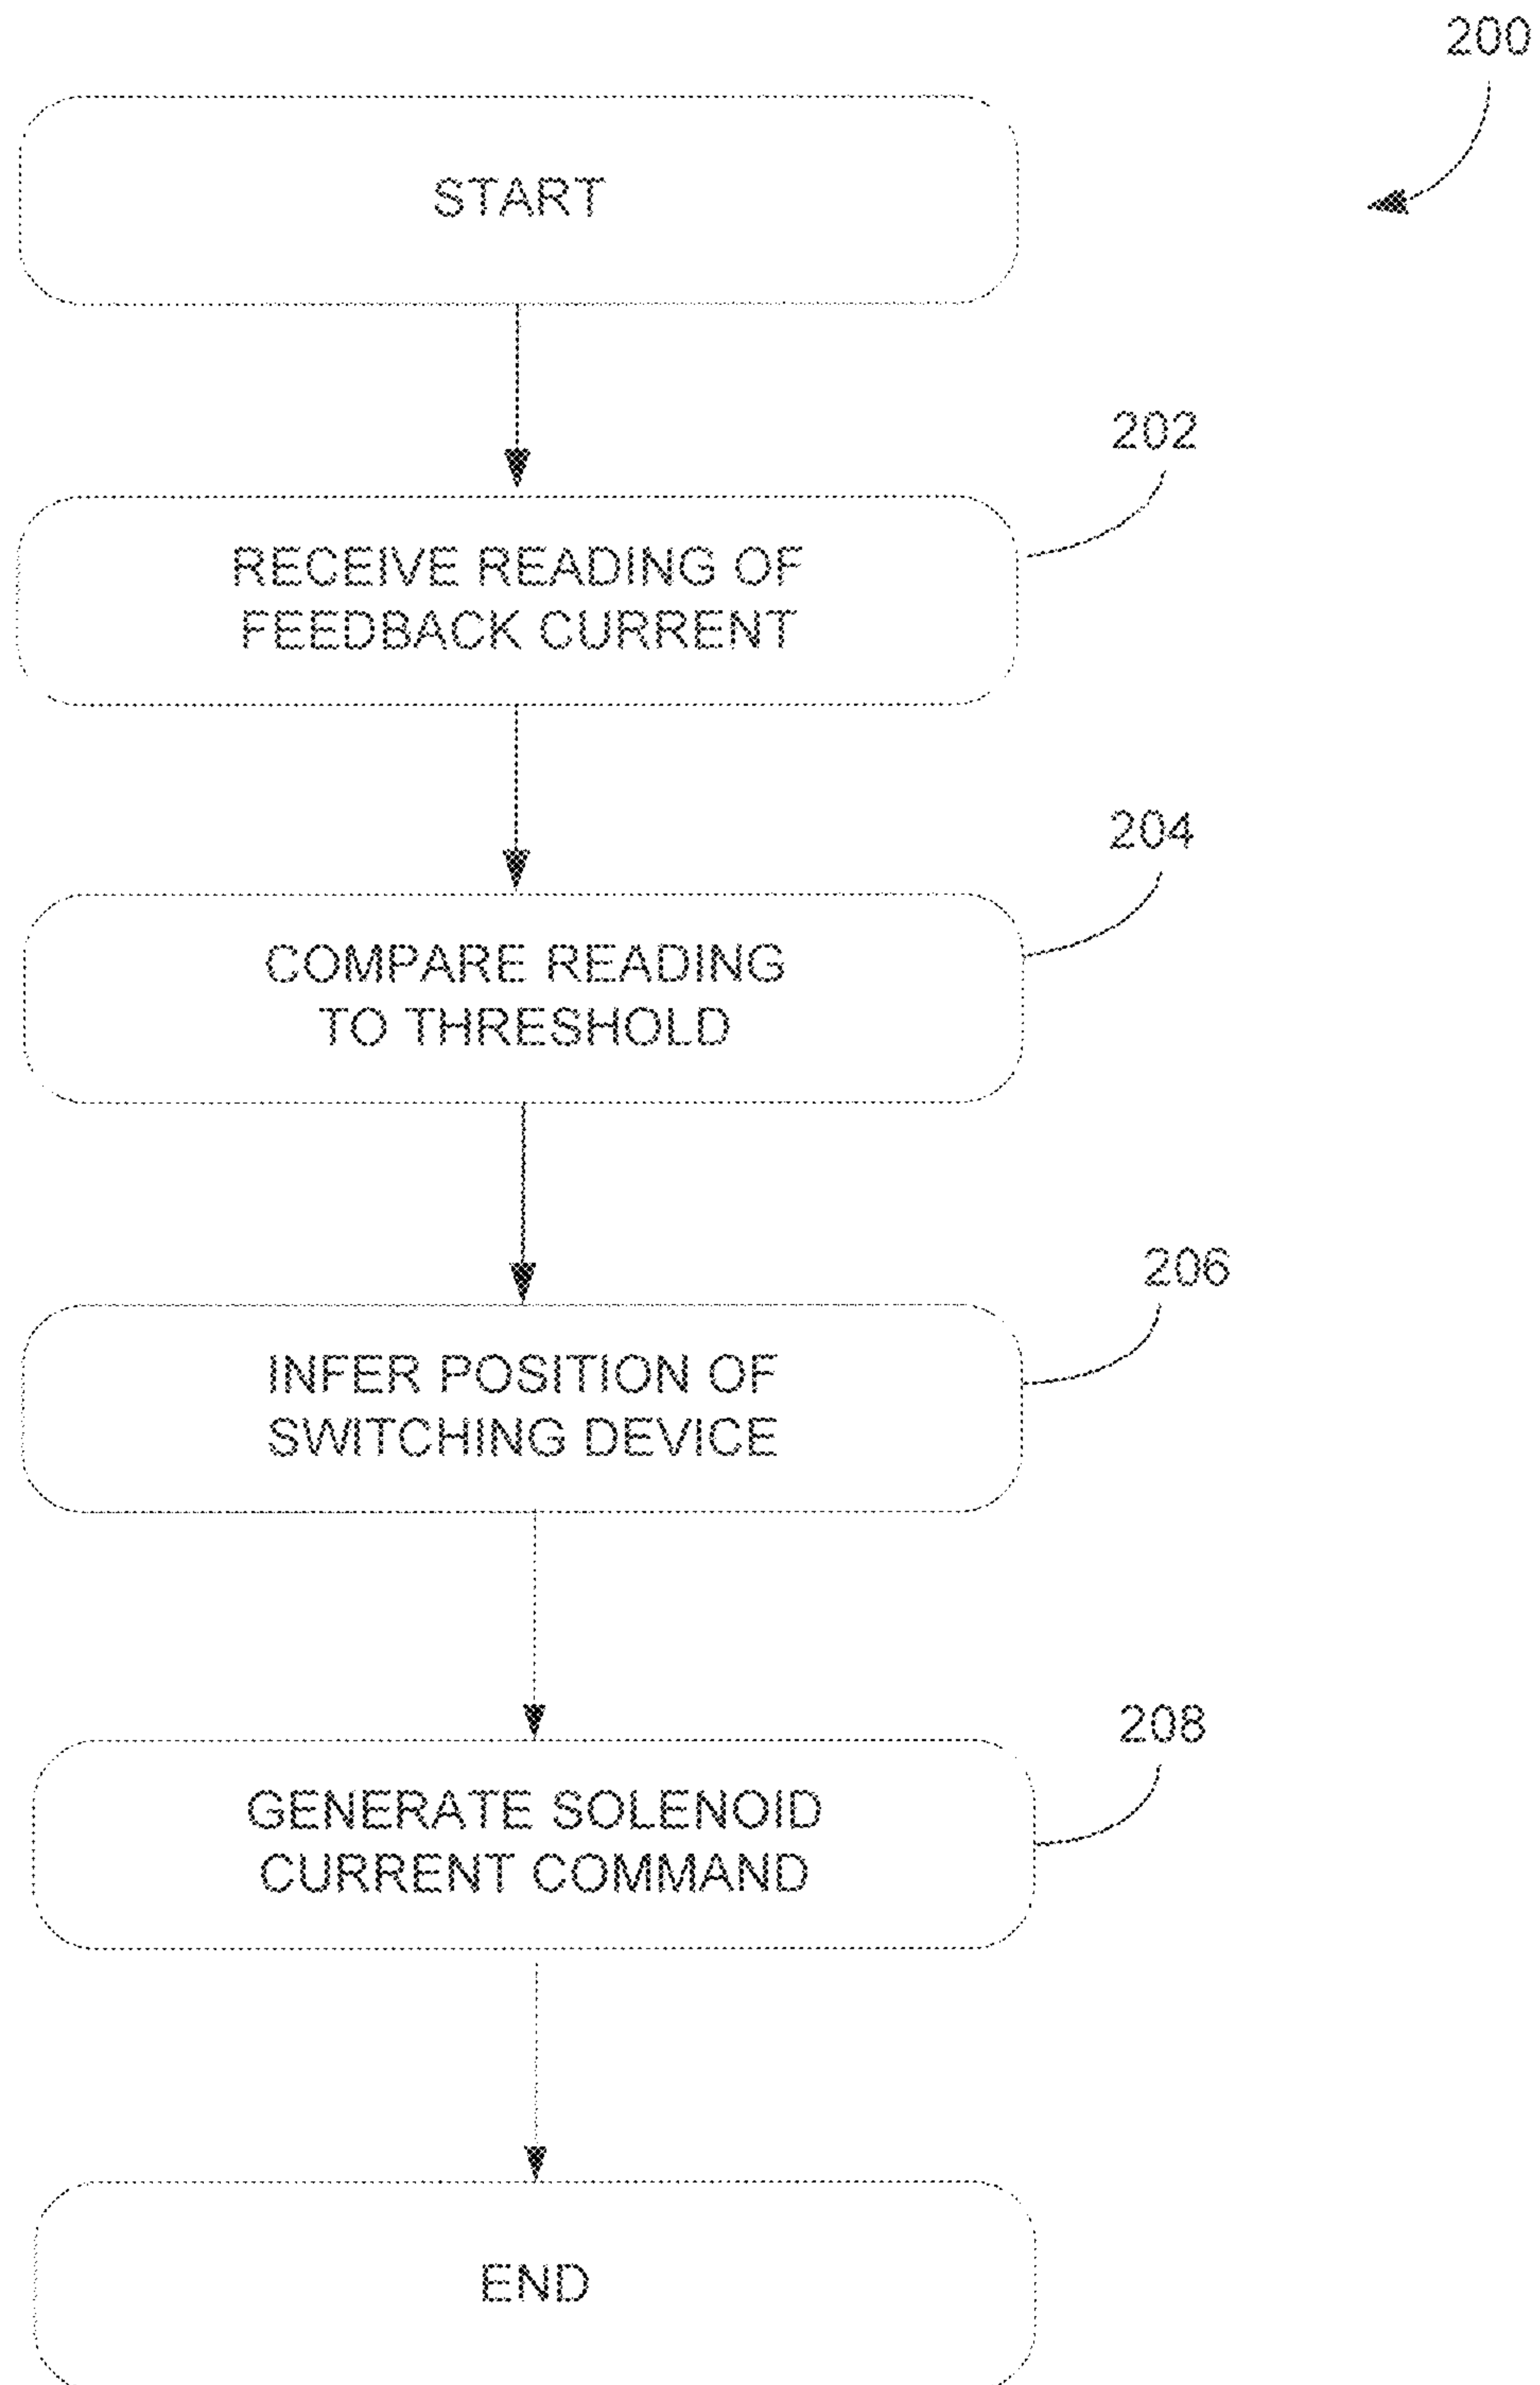 200
START
202
RECEIVE READING OF
FEEDBACK CURRENT
204
COMPARE READING
TO THRESHOLD
206
INFER POSITION OF
SWITCHING DEVICE
208
GENERATE SOLENOID
CURRENT COMMAND
END